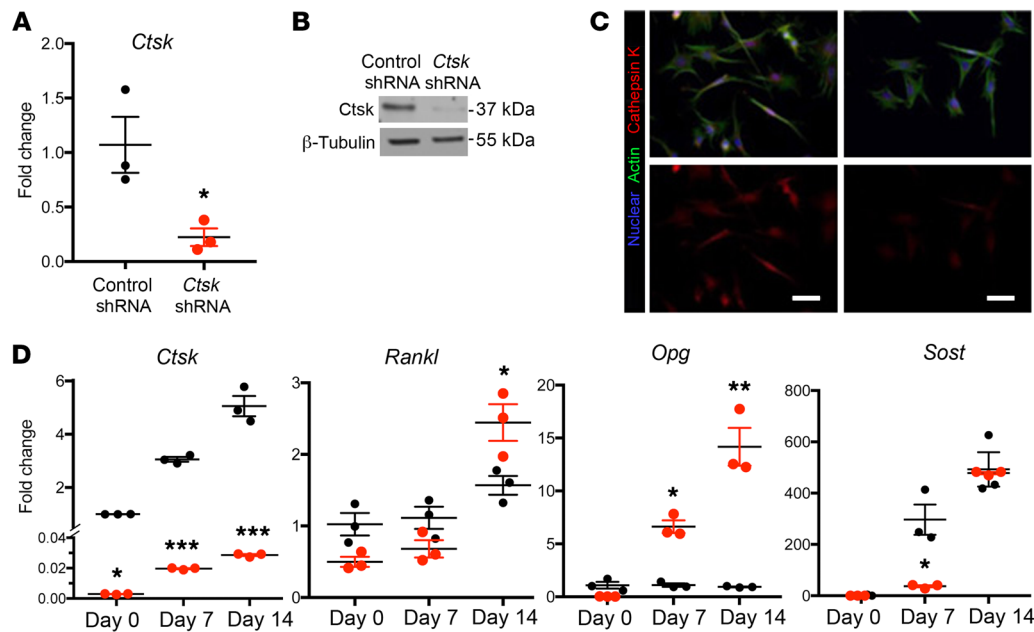 A
Ctsk
Fold change
2.0
1.5
1.0
0.5
0.0
*
Control
shRNA
Ctsk
shRNA
B
Control
shRNA
Ctsk
shRNA
Ctsk
-37 kDa
β-Tubulin
-55 kDa
C
Nuclear Actin Cathepsin K
D
Ctsk
Fold change
6
4
2
0.04
0.02
0.00
*
***
***
Day 0 Day 7 Day 14
Rankl
3
2
1
0
*
Day 0 Day 7 Day 14
Opg
20
15
10
5
0
*
**
Day 0 Day 7 Day 14
Sost
800
600
400
200
0
*
Day 0 Day 7 Day 14